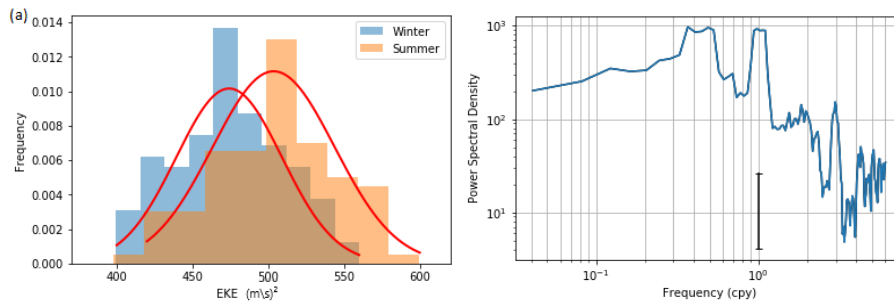 (a)
Winter
Summer
0.014
0.012
0.010
0.008
0.006
0.004
0.002
0.000
Frequency
400
450
500
550
600
EKE (m\s)²
10³
10²
10¹
Power Spectral Density
10⁻¹
10⁰
Frequency (cpy)